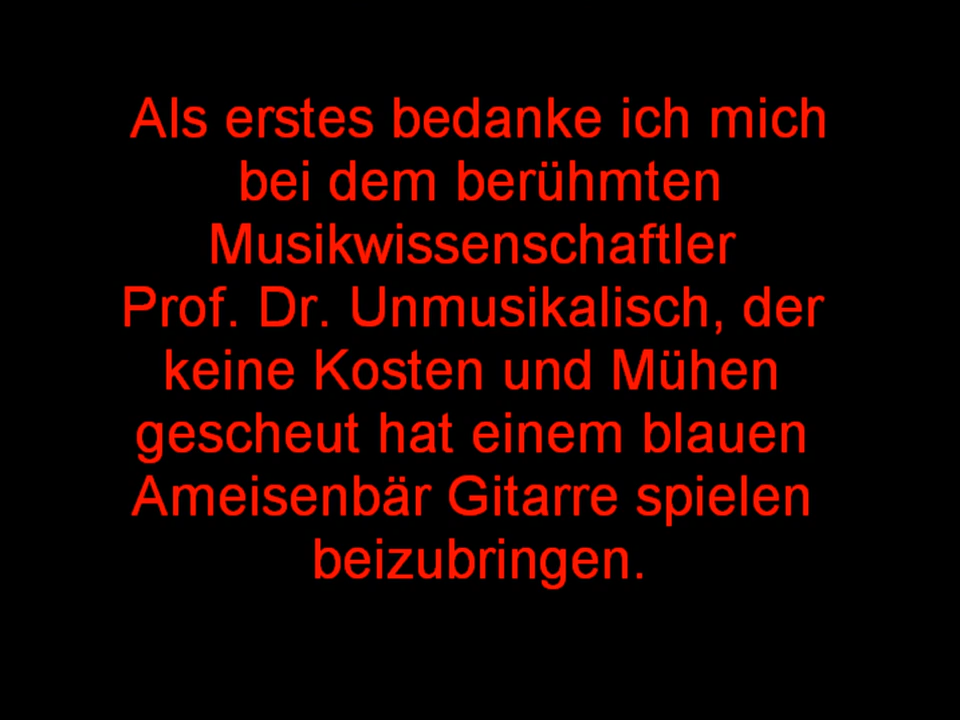 Als erstes bedanke ich mich
bei dem berühmten
Musikwissenschaftler
Prof. Dr. Unmusikalisch, der
keine Kosten und Mühen
gescheut hat einem blauen
Ameisenbär Gitarre spielen
beizubringen.